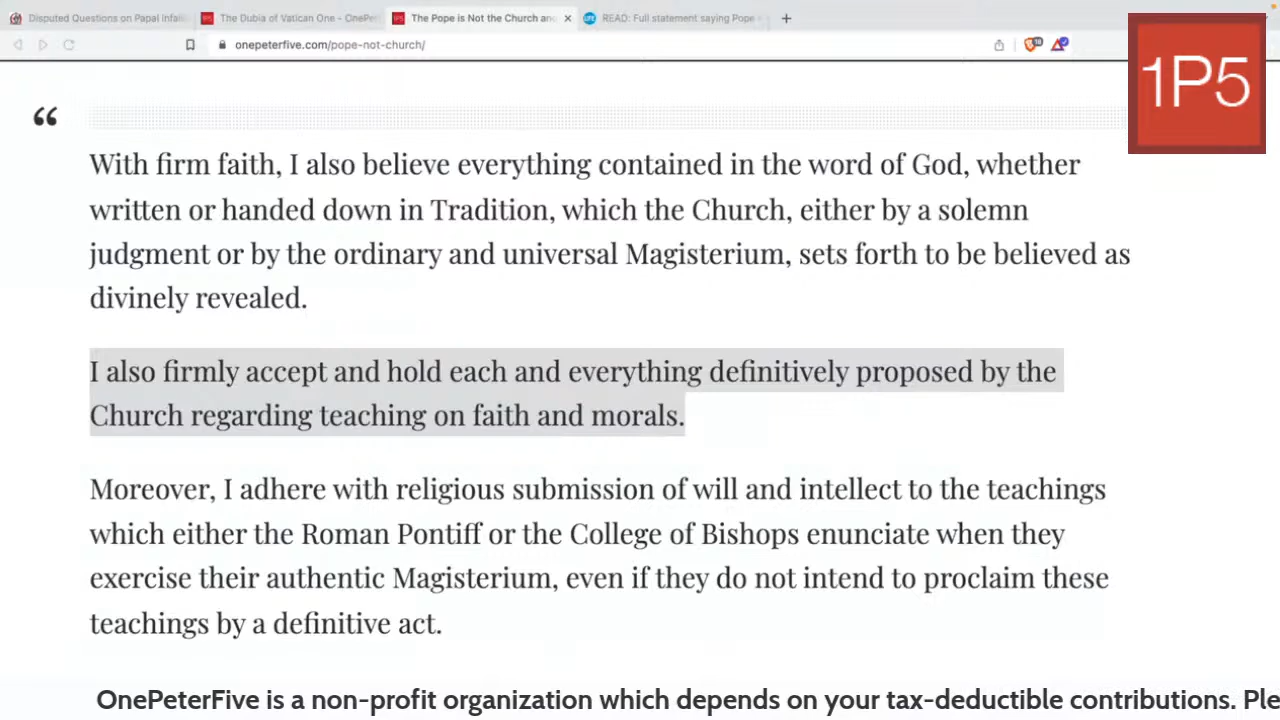 Disputed Questions on Papal Infalli
The Dubia of Vatican One - OnePet
The Pope is Not the Church and
READ: Full statement saying Pope
onepeterfive.com/pope-not-church/
1P5
“
With firm faith, I also believe everything contained in the word of God, whether
written or handed down in Tradition, which the Church, either by a solemn
judgment or by the ordinary and universal Magisterium, sets forth to be believed as
divinely revealed.
I also firmly accept and hold each and everything definitively proposed by the
Church regarding teaching on faith and morals.
Moreover, I adhere with religious submission of will and intellect to the teachings
which either the Roman Pontiff or the College of Bishops enunciate when they
exercise their authentic Magisterium, even if they do not intend to proclaim these
teachings by a definitive act.
OnePeterFive is a non-profit organization which depends on your tax-deductible contributions. Ple